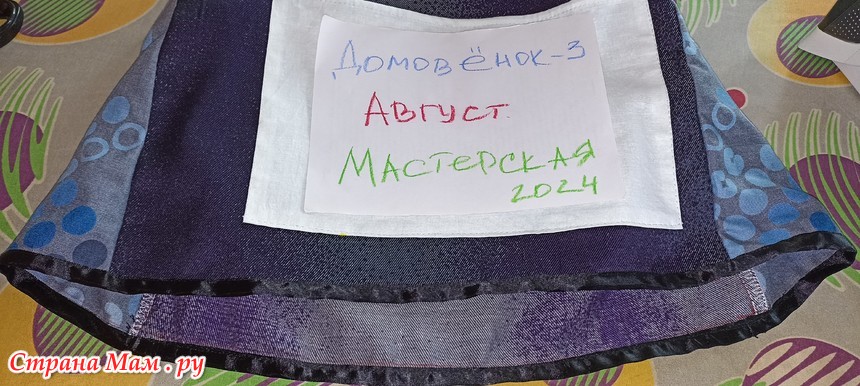 Домовёнок-3
Август.
Мастерская
2024
Страна Мам.ру